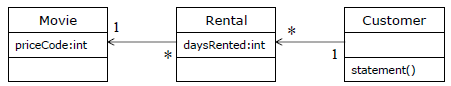 Movie
priceCode:int
1
*
Rental
daysRented:int
*
1
Customer
statement()